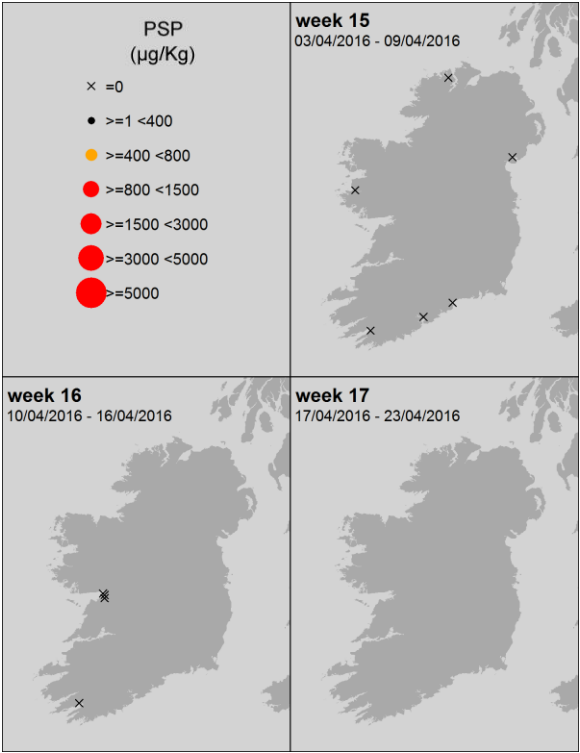 PSP
(µg/Kg)
=0
>=1 <400
>=400 <800
>=800 <1500
>=1500 <3000
>=3000 <5000
>=5000
week 15
03/04/2016 - 09/04/2016
week 16
10/04/2016 - 16/04/2016
week 17
17/04/2016 - 23/04/2016